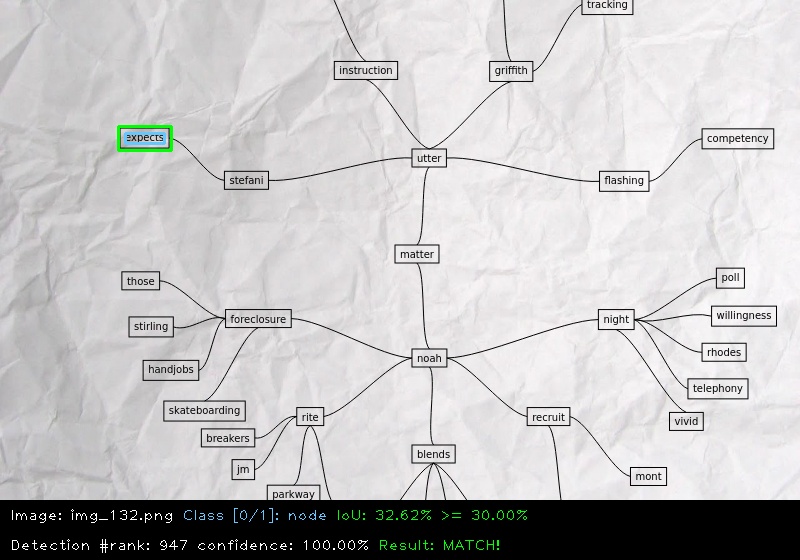 tracking
instruction
griffith
expects
competency
utter
stefani
flashing
matter
those
poll
foreclosure
night
willingness
stirling
rhodes
noah
handjobs
telephony
skateboarding
rite
recruit
vivid
breakers
blends
jm
mont
parkway
Image: img_132.png Class [0/1]: node IoU: 32.62% >= 30.00%
Detection #rank: 947 confidence: 100.00% Result: MATCH!